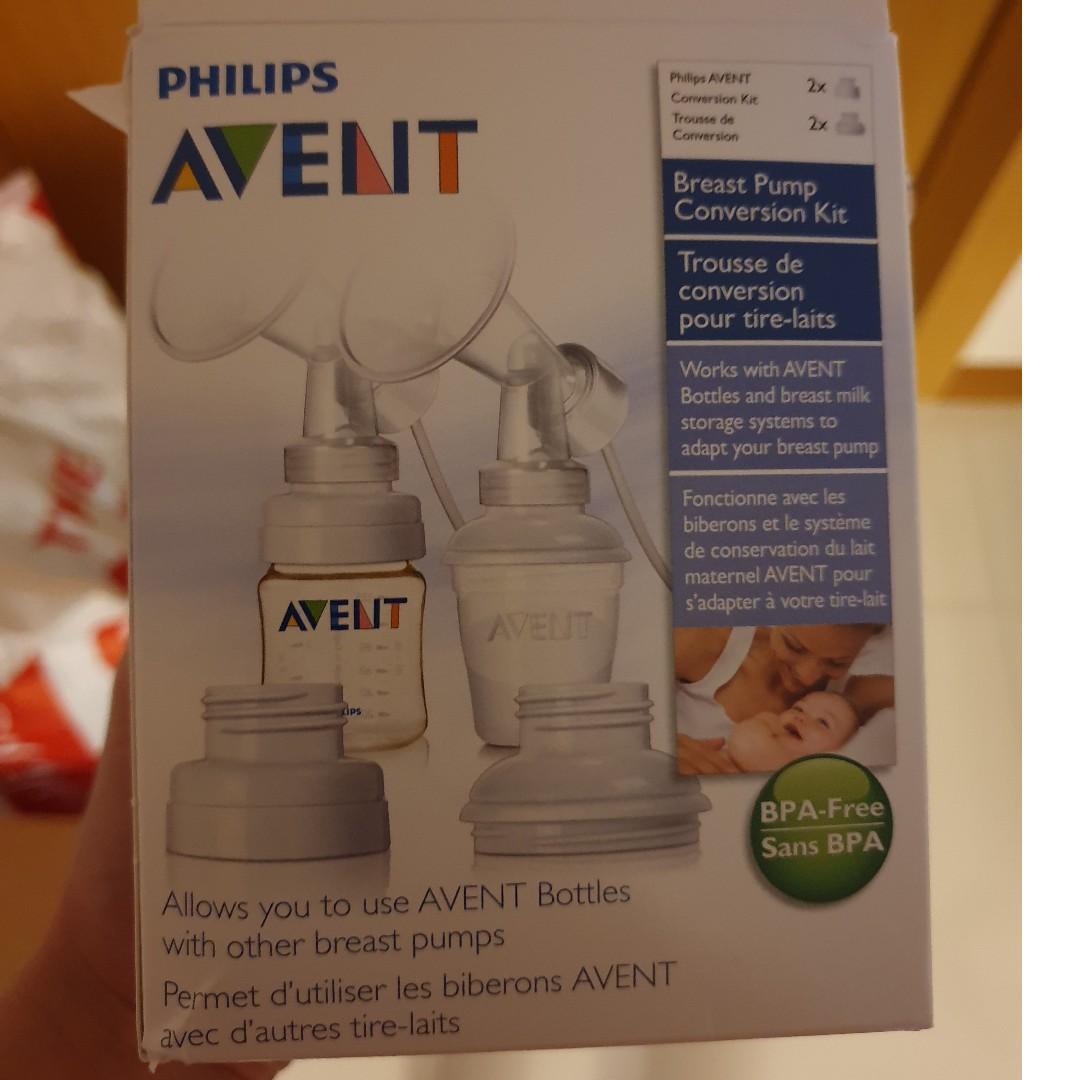 PHILIPS
AVENT
Philips AVENT
Conversion Kit
Trousse de
Conversion
2x
2x
Breast Pump
Conversion Kit
Trousse de
conversion
pour tire-laits
Works with AVENT
Bottles and breast milk
storage systems to
adapt your breast pump
Fonctionne avec les
biberons et le système
de conservation du lait
maternel AVENT pour
s'adapter à votre tire-lait
AVENT
AVENT
BPA-Free
Sans BPA
Allows you to use AVENT Bottles
with other breast pumps
Permet d'utiliser les biberons AVENT
avec d'autres tire-laits